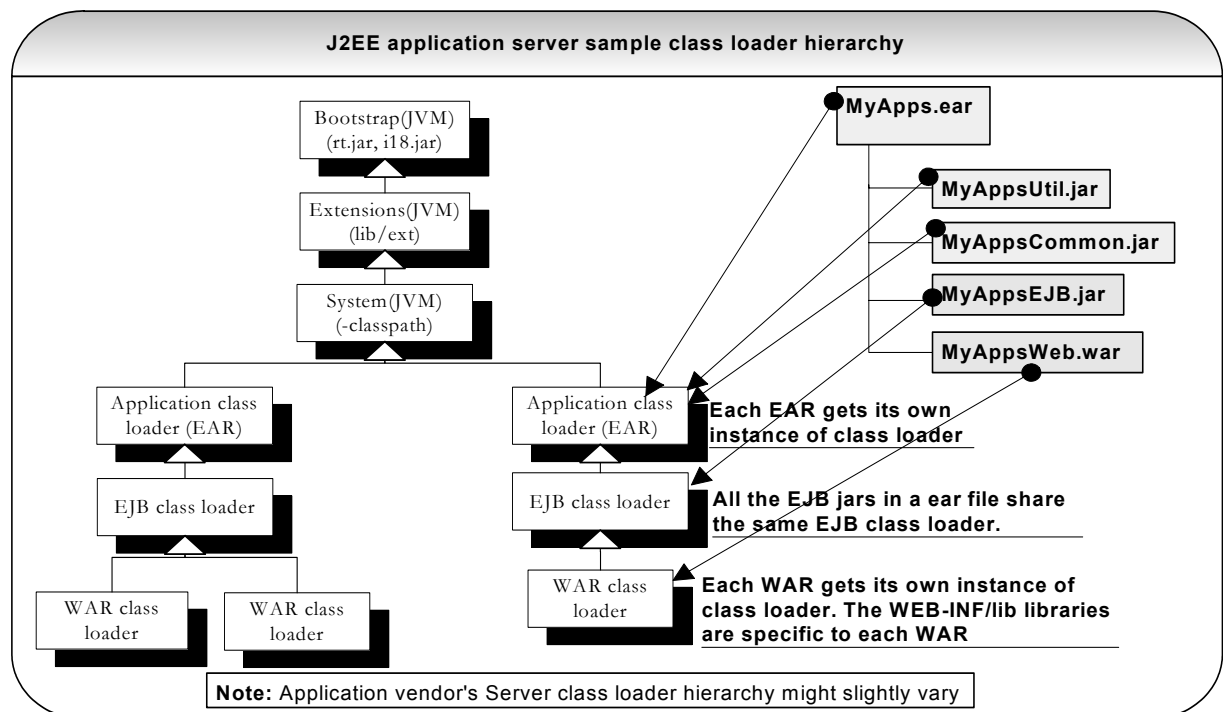 J2EE application server sample class loader hierarchy
Bootstrap(JVM)
(rt.jar, i18.jar)
Extensions(JVM)
(lib/ext)
System(JVM)
(-classpath)
MyApps.ear
MyAppsUtil.jar
MyAppsCommon.jar
MyAppsEJB.jar
MyAppsWeb.war
Application class
loader (EAR)
Application class
loader (EAR)
Each EAR gets its own
instance of class loader
EJB class loader
EJB class loader
All the EJB jars in a ear file share
the same EJB class loader.
WAR class
loader
WAR class
loader
WAR class
loader
Each WAR gets its own instance of
class loader. The WEB-INF/lib libraries
are specific to each WAR
Note: Application vendor's Server class loader hierarchy might slightly vary